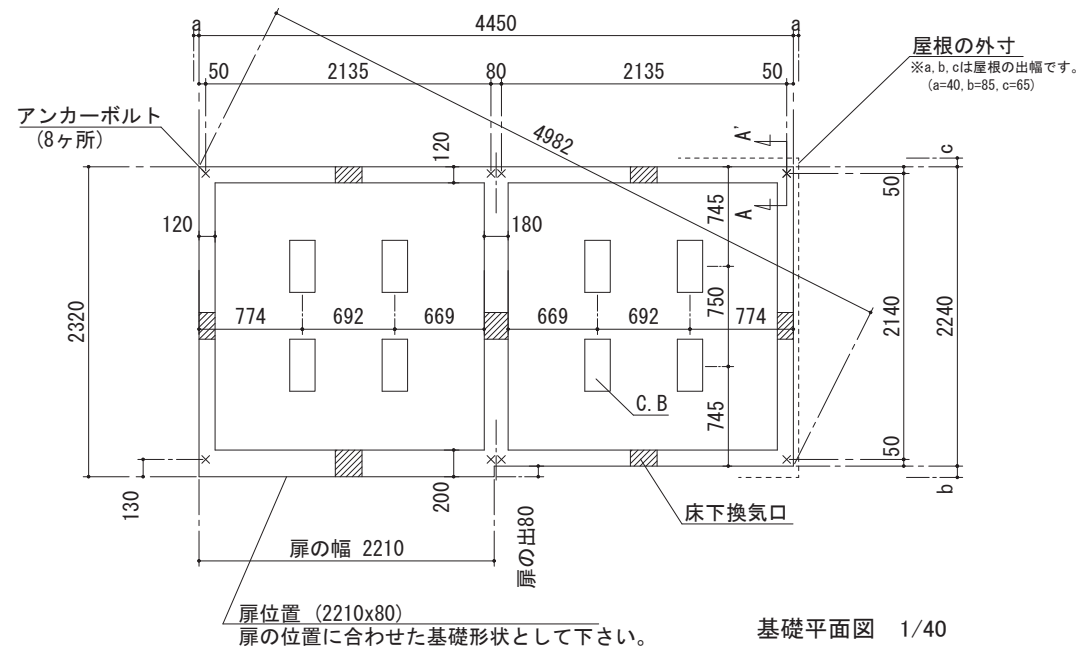 a
4450
a
屋根の外寸
※a,b,cは屋根の出幅です。
(a=40,b=85,c=65)
50
2135
80
2135
50
アンカーボルト
(8ヶ所)
120
4982
A'
c
50
120
180
745
A
774
692
669
669
692
774
750
2320
2140
2240
C.B
745
50
b
130
200
床下換気口
扉の幅 2210
扉の出80
扉位置 (2210x80)
扉の位置に合わせた基礎形状として下さい。
基礎平面図 1/40